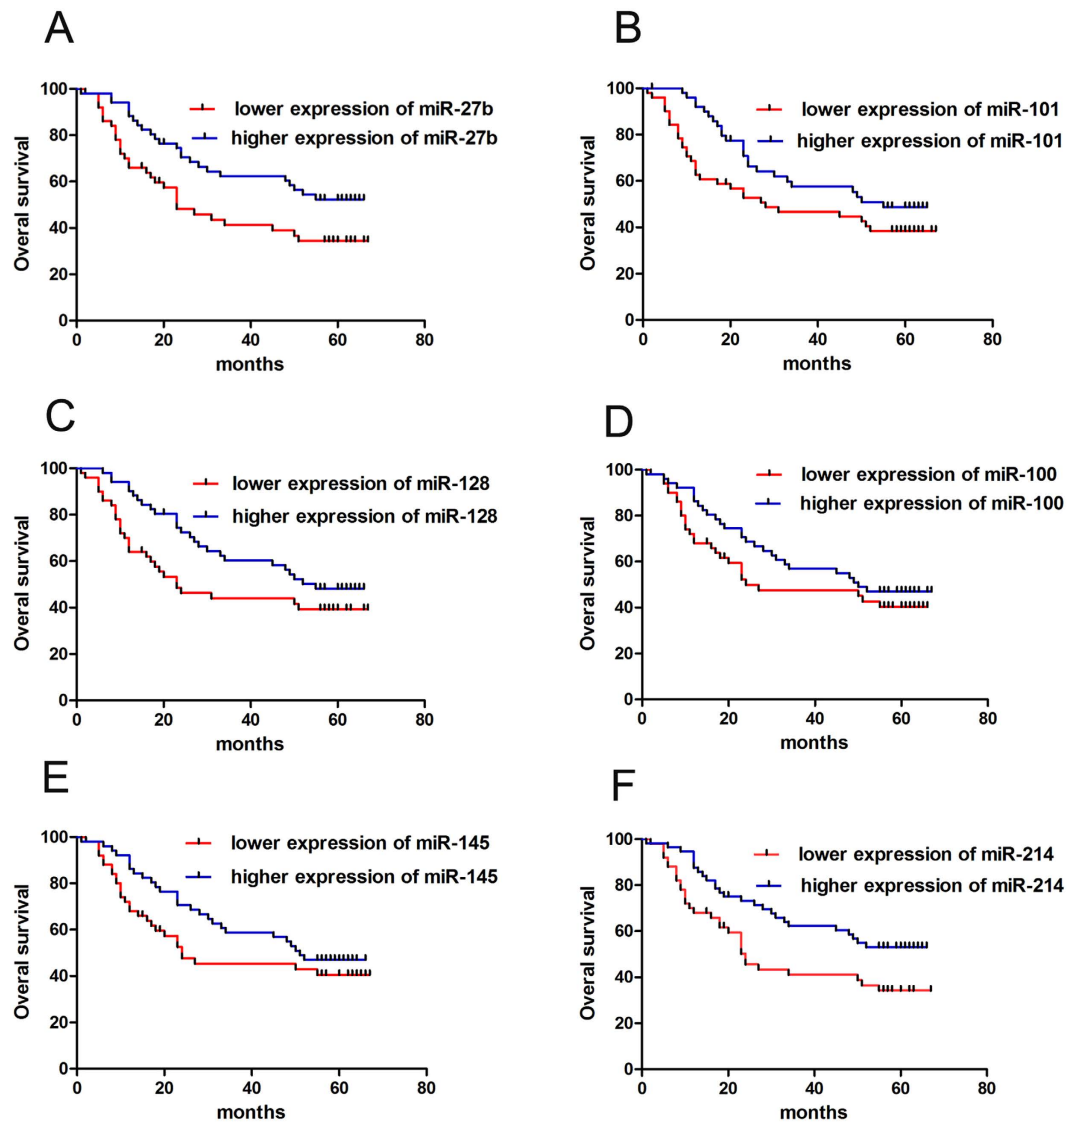 A
100
80
60
40
20
0
Overal survival
lower expression of miR-27b
higher expression of miR-27b
0 20 40 60 80
months
B
100
80
60
40
20
0
Overal survival
lower expression of miR-101
higher expression of miR-101
0 20 40 60 80
months
C
100
80
60
40
20
0
Overal survival
lower expression of miR-128
higher expression of miR-128
0 20 40 60 80
months
D
100
80
60
40
20
0
Overal survival
lower expression of miR-100
higher expression of miR-100
0 20 40 60 80
months
E
100
80
60
40
20
0
Overal survival
lower expression of miR-145
higher expression of miR-145
0 20 40 60 80
months
F
100
80
60
40
20
0
Overal survival
lower expression of miR-214
higher expression of miR-214
0 20 40 60 80
months